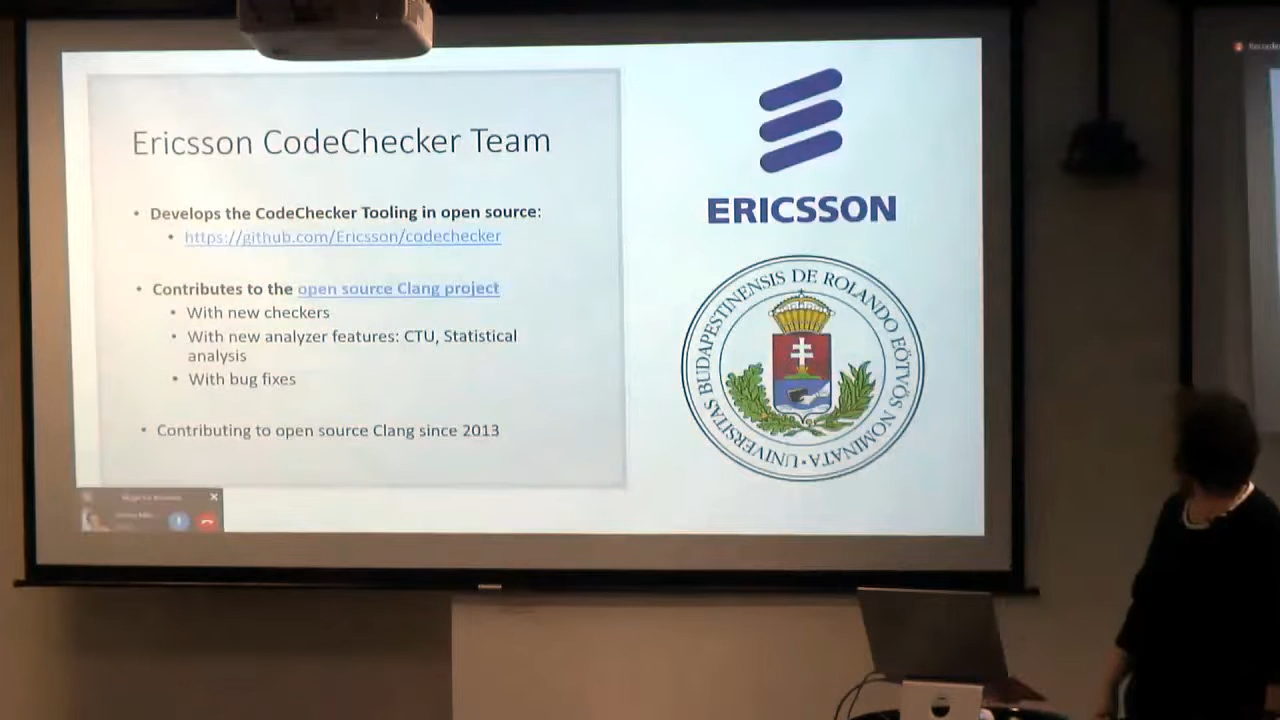 Ericsson CodeChecker Team
• Develops the CodeChecker Tooling in open source:
• https://github.com/Ericsson/codechecker
• Contributes to the open source Clang project
• With new checkers
• With new analyzer features: CTU, Statistical
analysis
• With bug fixes
• Contributing to open source Clang since 2013
ERICSSON
UNIVERSITAS BUDAPESTINENSIS DE ROLANDO EÖTVÖS NOMINATA